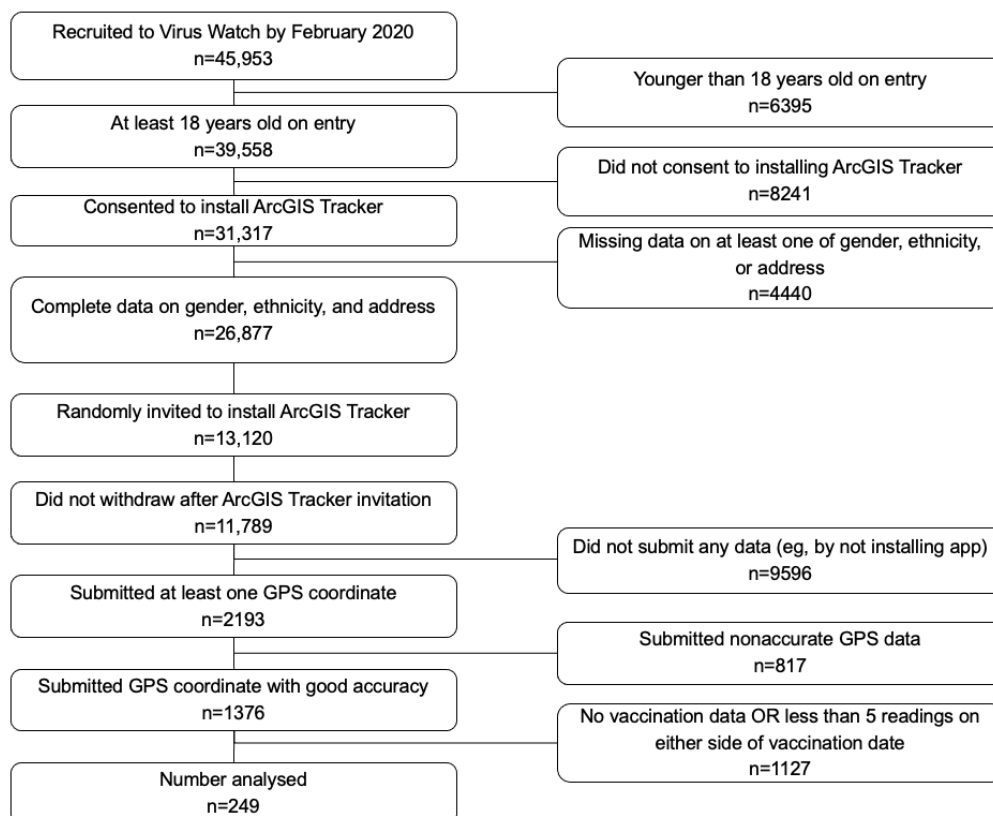 Recruited to Virus Watch by February 2020
n=45,953
Younger than 18 years old on entry
n=6395
At least 18 years old on entry
n=39,558
Did not consent to installing ArcGIS Tracker
n=8241
Consented to install ArcGIS Tracker
n=31,317
Missing data on at least one of gender, ethnicity,
or address
n=4440
Complete data on gender, ethnicity, and address
n=26,877
Randomly invited to install ArcGIS Tracker
n=13,120
Did not withdraw after ArcGIS Tracker invitation
n=11,789
Did not submit any data (eg, by not installing app)
n=9596
Submitted at least one GPS coordinate
n=2193
Submitted nonaccurate GPS data
n=817
Submitted GPS coordinate with good accuracy
n=1376
No vaccination data OR less than 5 readings on
either side of vaccination date
n=1127
Number analysed
n=249